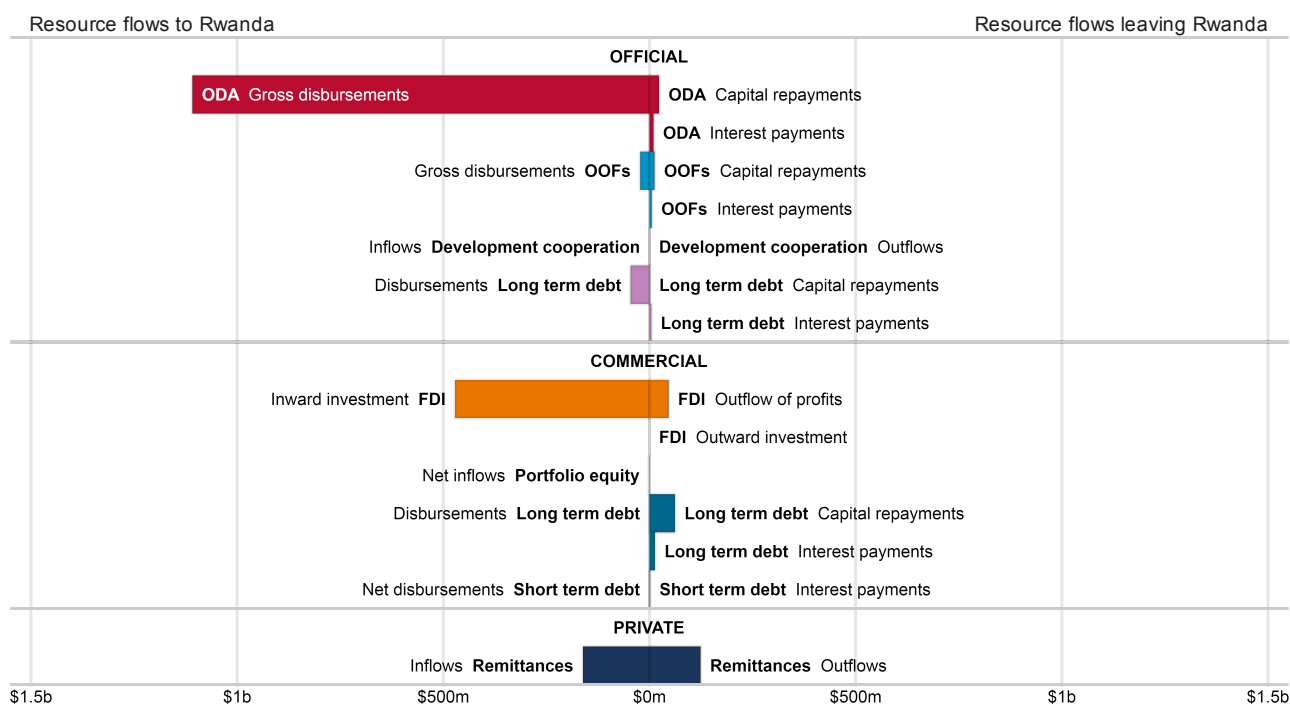 Resource flows to Rwanda Resource flows leaving Rwanda
OFFICIAL
ODA Gross disbursements ODA Capital repayments
ODA Interest payments
Gross disbursements OOFs OOFs Capital repayments
OOFs Interest payments
Inflows Development cooperation Development cooperation Outflows
Disbursements Long term debt Long term debt Capital repayments
Long term debt Interest payments
COMMERCIAL
Inward investment FDI FDI Outflow of profits
FDI Outward investment
Net inflows Portfolio equity
Disbursements Long term debt Long term debt Capital repayments
Long term debt Interest payments
Net disbursements Short term debt Short term debt Interest payments
PRIVATE
Inflows Remittances Remittances Outflows
$1.5b $1b $500m $0m $500m $1b $1.5b